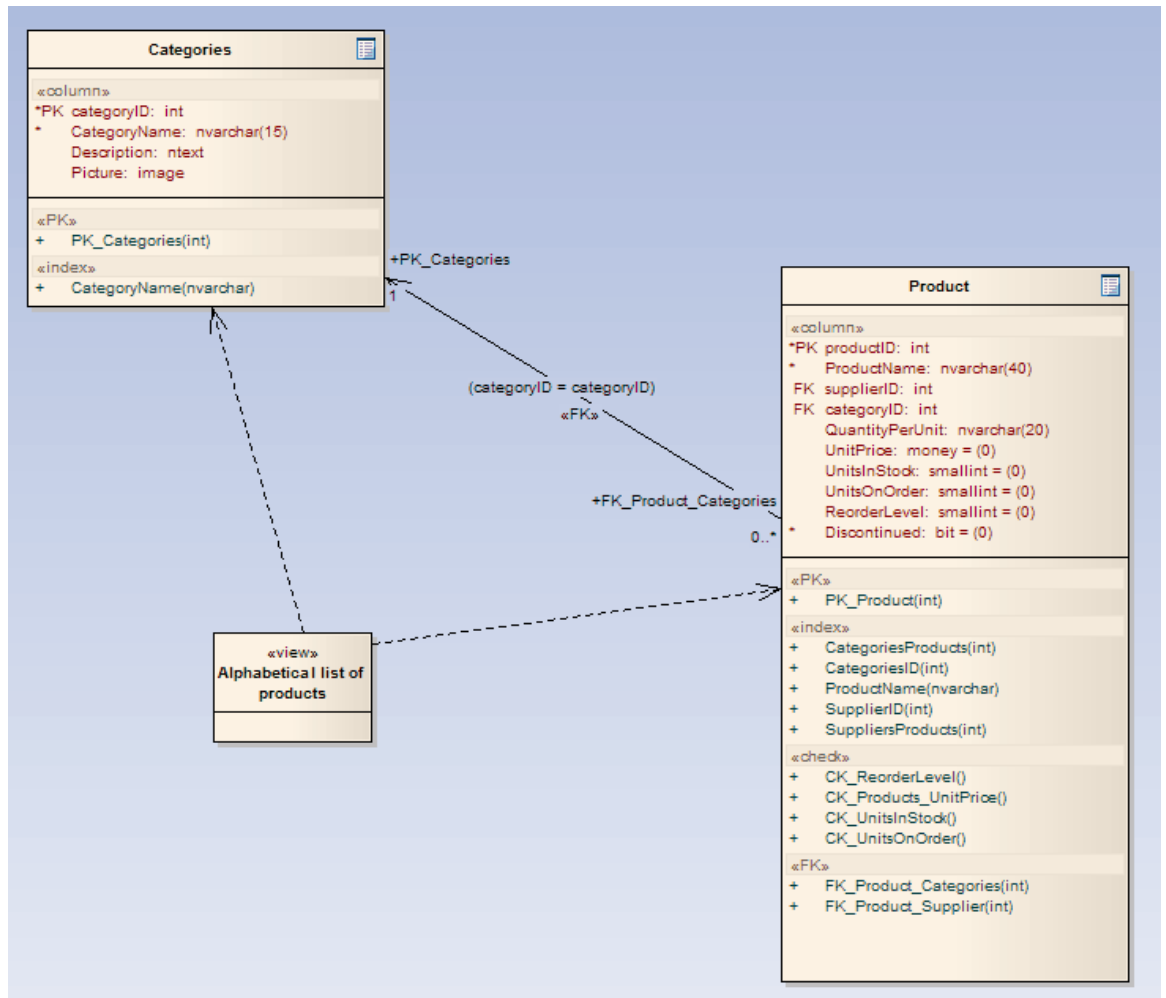 Categories
«column»
*PK categoryID: int
* CategoryName: nvarchar(15)
Description: ntext
Picture: image
«PK»
+ PK_Categories(int)
«index»
+ CategoryName(nvarchar)
+PK_Categories
1
(categoryID = categoryID)
«FK»
+FK_Product_Categories
0..*
«view»
Alphabetical list of
products
Product
«column»
*PK productID: int
* ProductName: nvarchar(40)
FK supplierID: int
FK categoryID: int
QuantityPerUnit: nvarchar(20)
UnitPrice: money = (0)
UnitsInStock: smallint = (0)
UnitsOnOrder: smallint = (0)
ReorderLevel: smallint = (0)
* Discontinued: bit = (0)
«PK»
+ PK_Product(int)
«index»
+ CategoriesProducts(int)
+ CategoriesID(int)
+ ProductName(nvarchar)
+ SupplierID(int)
+ SuppliersProducts(int)
«check»
+ CK_ReorderLevel()
+ CK_Products_UnitPrice()
+ CK_UnitsInStock()
+ CK_UnitsOnOrder()
«FK»
+ FK_Product_Categories(int)
+ FK_Product_Supplier(int)